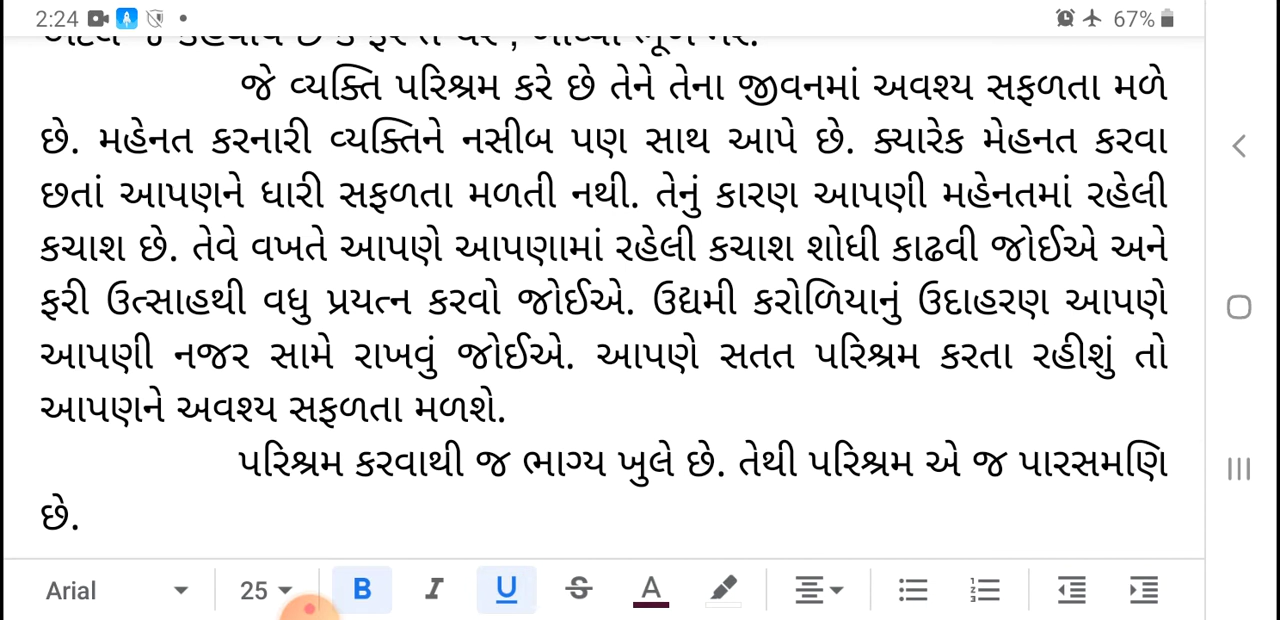 2:24
67%
જે વ્યક્તિ પરિશ્રમ કરે છે તેને તેના જીવનમાં અવશ્ય સફળતા મળે
છે. મહેનત કરનારી વ્યક્તિને નસીબ પણ સાથ આપે છે. ક્યારેક મેહનત કરવા
છતાં આપણને ધારી સફળતા મળતી નથી. તેનું કારણ આપણી મહેનતમાં રહેલી
કચાશ છે. તેવે વખતે આપણે આપણામાં રહેલી કચાશ શોધી કાઢવી જોઈએ અને
ફરી ઉત્સાહથી વધુ પ્રયત્ન કરવો જોઈએ. ઉદ્યમી કરોળિયાનું ઉદાહરણ આપણે
આપણી નજર સામે રાખવું જોઈએ. આપણે સતત પરિશ્રમ કરતા રહીશું તો
આપણને અવશ્ય સફળતા મળશે.
પરિશ્રમ કરવાથી જ ભાગ્ય ખુલે છે. તેથી પરિશ્રમ એ જ પારસમણિ
છે.
Arial 25 B I U S A